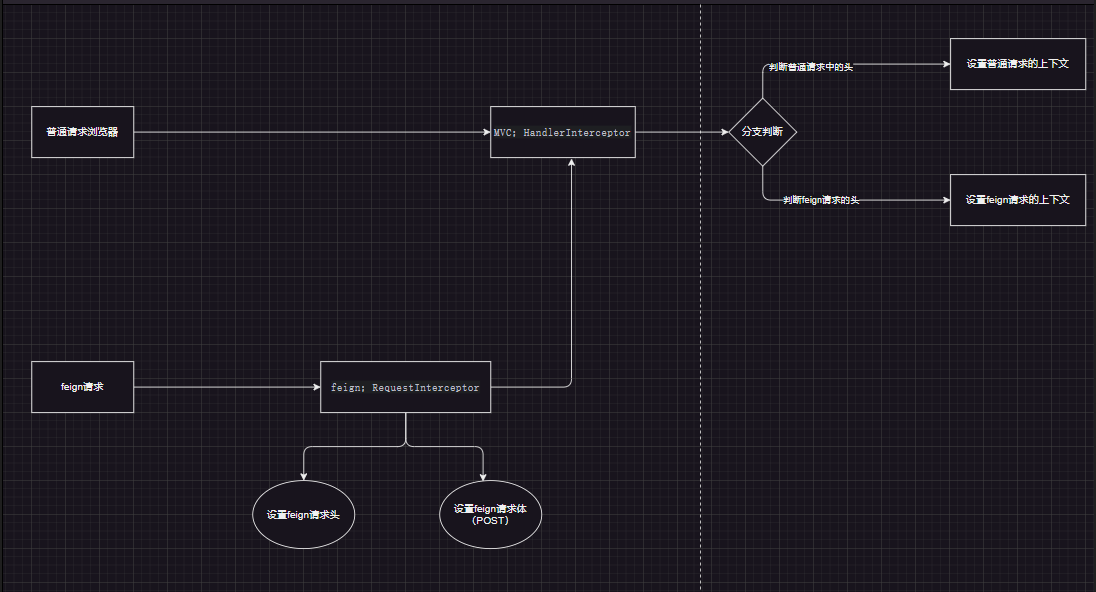 判断普通请求中的头
设置普通请求的上下文
普通请求浏览器
MVC; HandlerInterceptor
分支判断
判断feign请求的头
设置feign请求的上下文
feign请求
feign; RequestInterceptor
设置feign请求头
设置feign请求体
（POST）